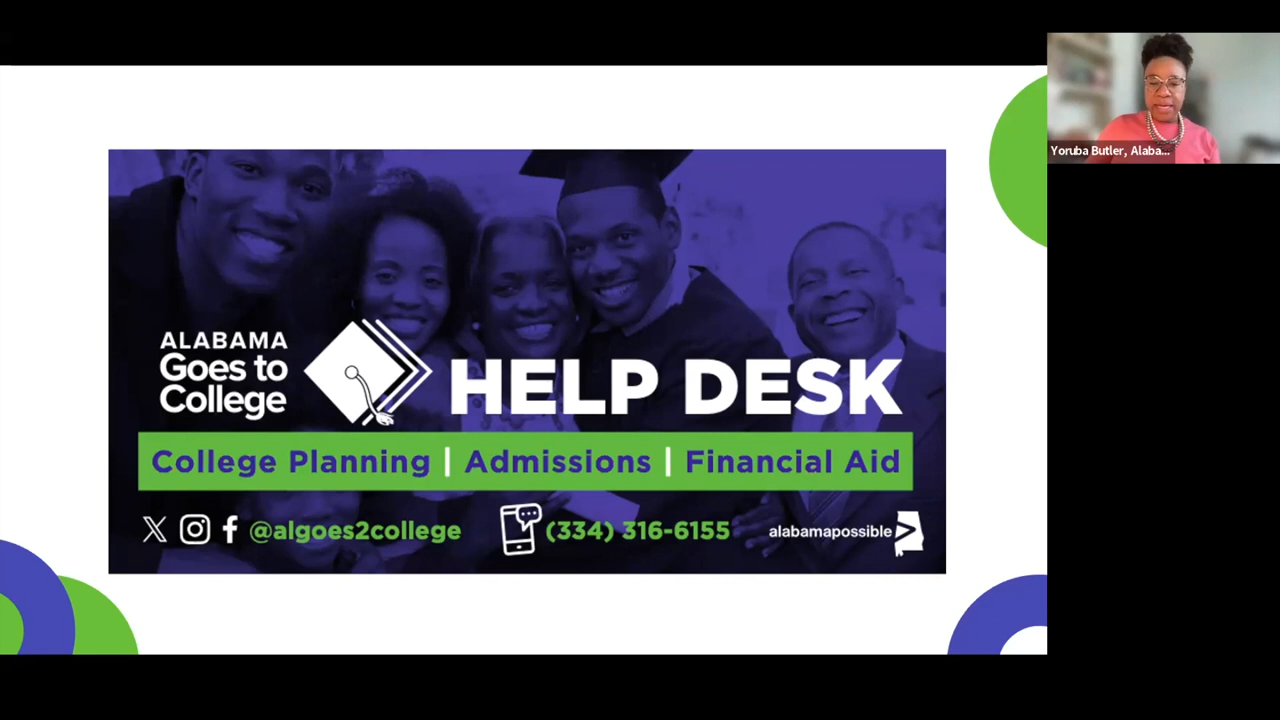 ALABAMA
Goes to
College
HELP DESK
College Planning | Admissions | Financial Aid
@algoes2college
(334) 316-6155
alabamapossible
Yoruba Butler, Alaba...